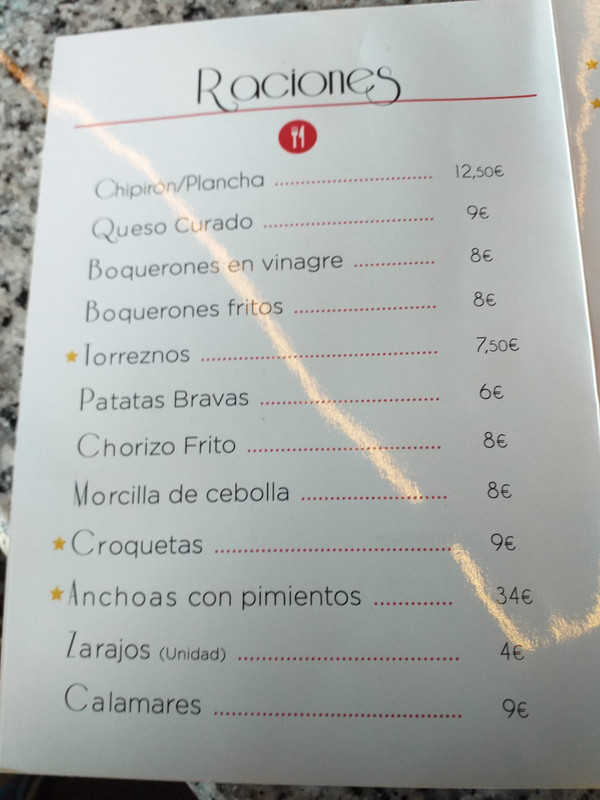 Raciones
Chipirón/Plancha ........................ 12,50€
Queso Curado ........................ 9€
Boquerones en vinagre ............ 8€
Boquerones fritos ..................... 8€
Torreznos .................................... 7,50€
Patatas Bravas ........................... 6€
Chorizo Frito .............................. 8€
Morcilla de cebolla .................... 8€
Croquetas .................................... 9€
Anchoas con pimientos ............ 34€
Zarajos (Unidad) ........................ 4€
Calamares .................................... 9€